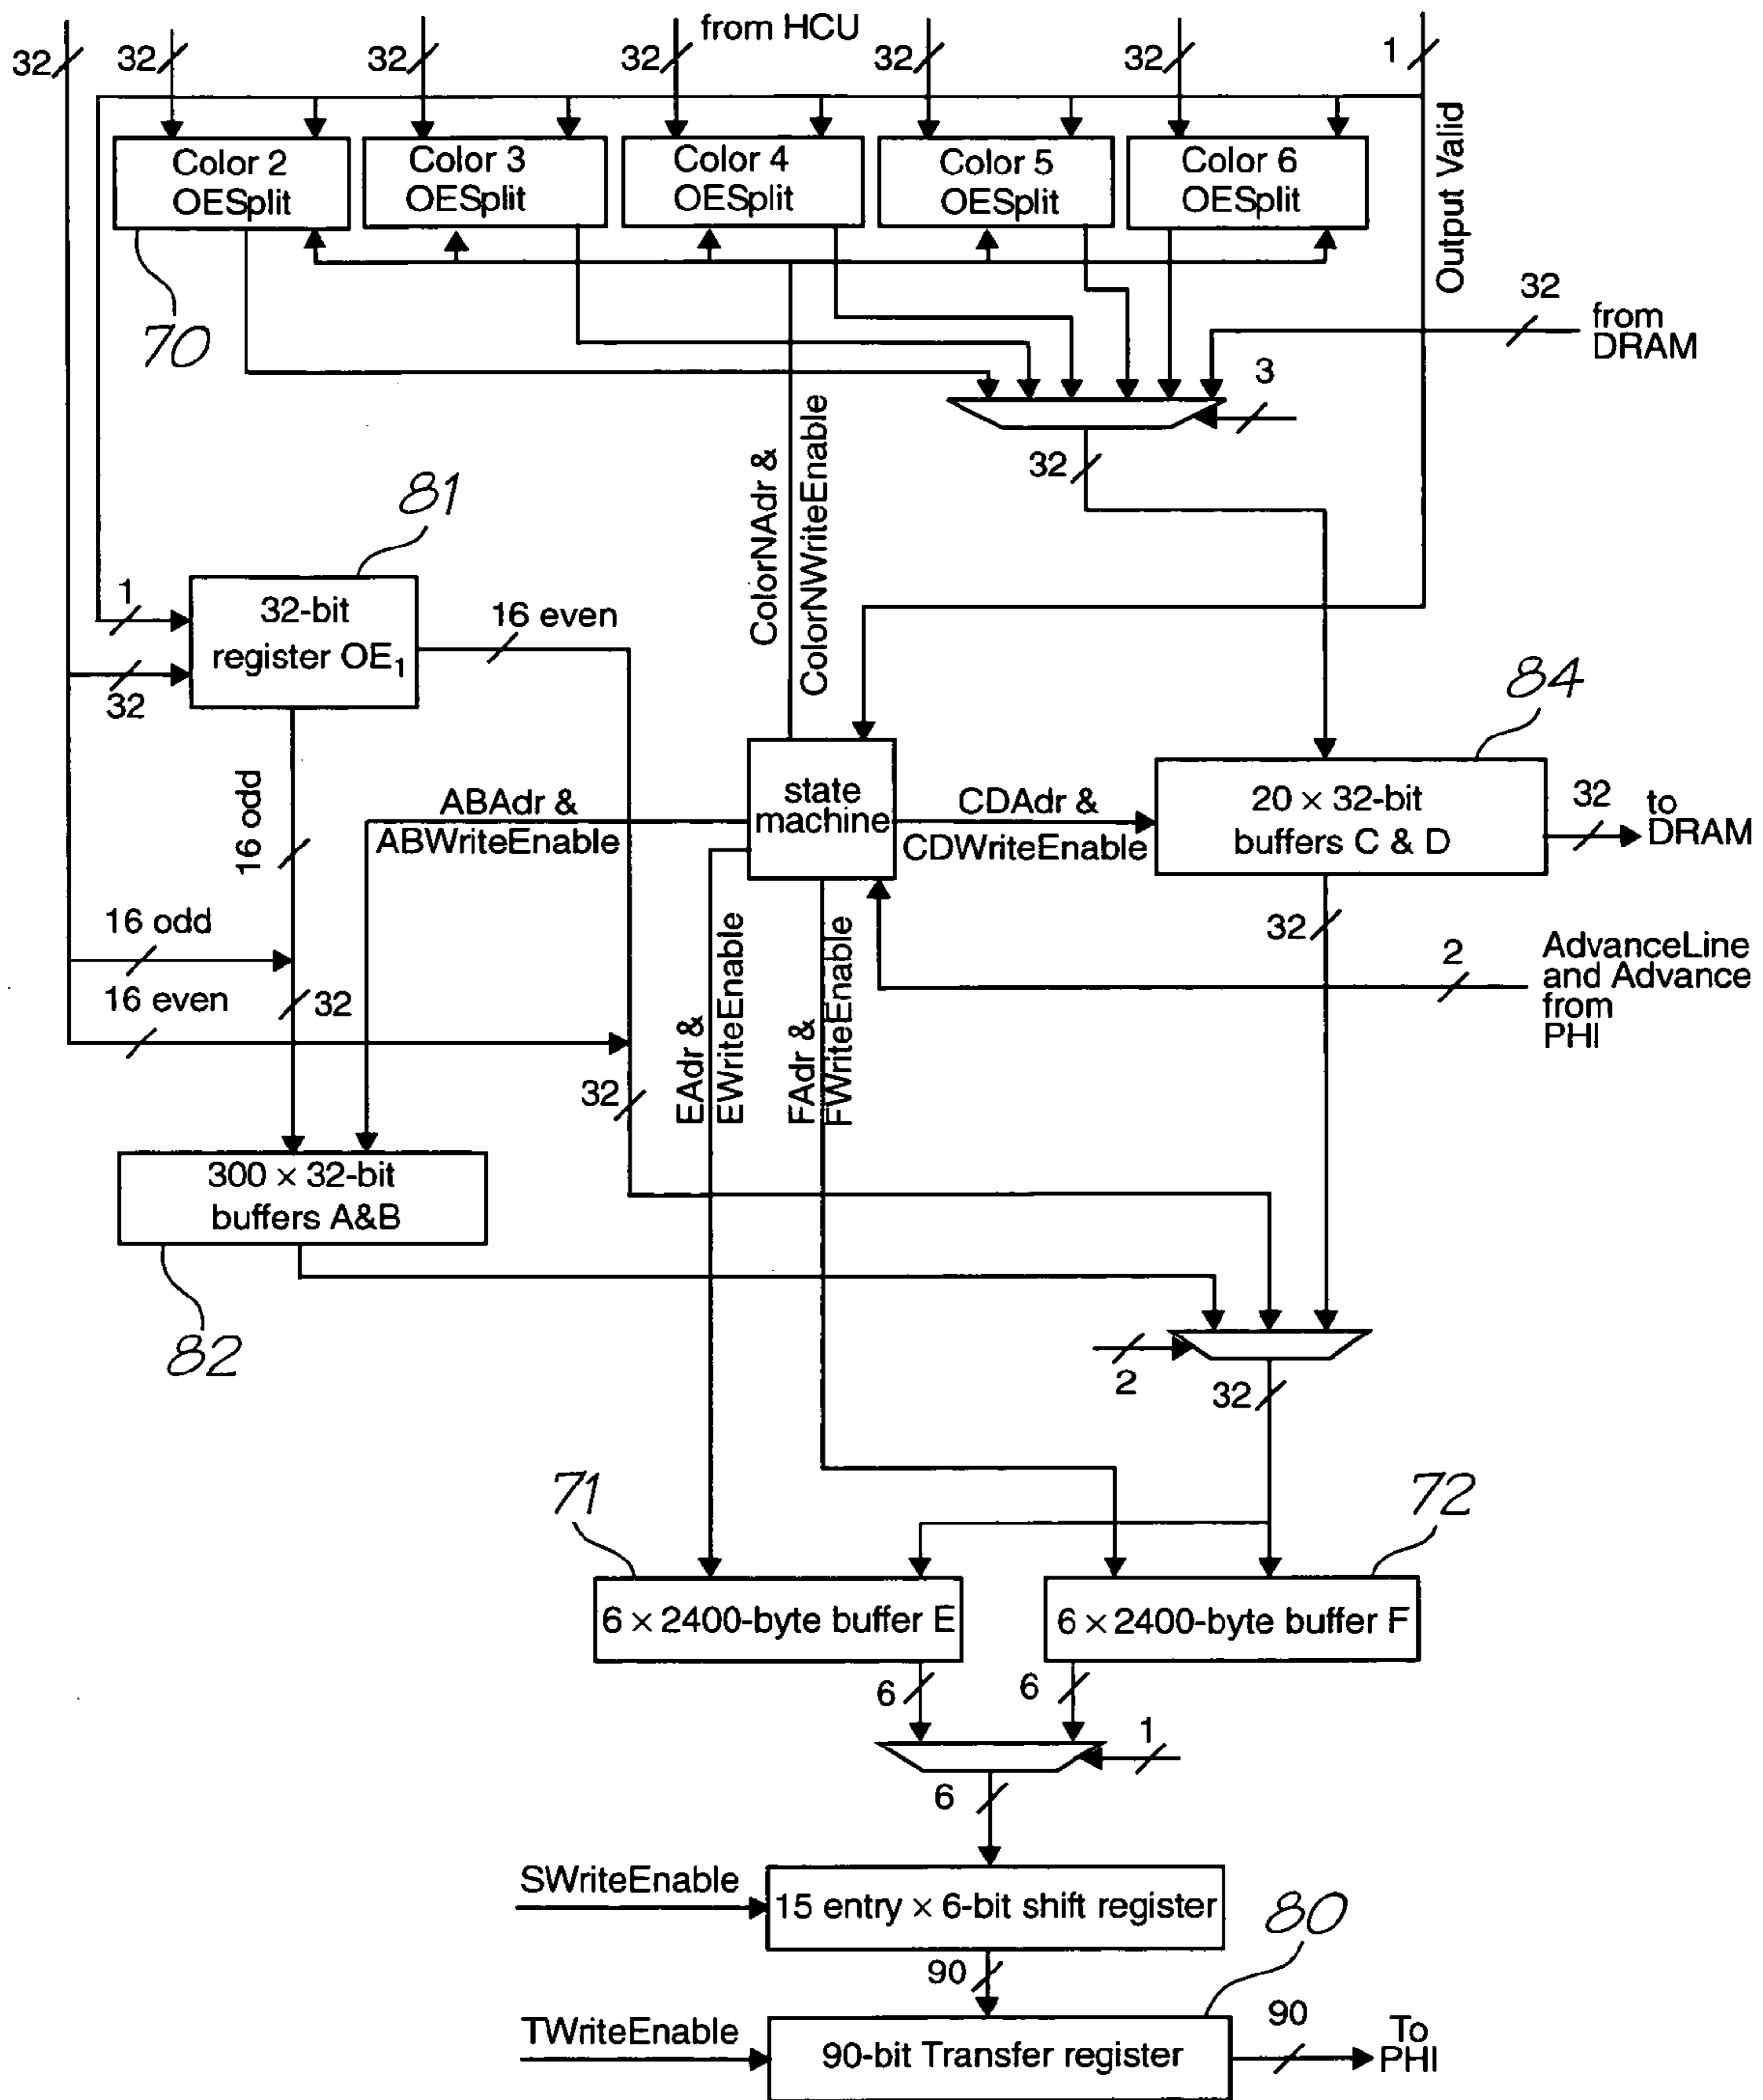 from HCU
32
32
32
32
32
32
1
Color 2
OESplit
Color 3
OESplit
Color 4
OESplit
Color 5
OESplit
Color 6
OESplit
Output Valid
70
32
from
DRAM
3
32
ColorNAdr &
ColorNWriteEnable
81
1
32-bit
register OE₁
16 even
32
84
16 odd
ABAdr &
ABWriteEnable
state
machine
CDAdr &
CDWriteEnable
20 × 32-bit
buffers C & D
32
to
DRAM
16 odd
16 even
32
32
EAdr &
EWriteEnable
FAdr &
FWriteEnable
32
2
AdvanceLine
and Advance
from
PHI
300 × 32-bit
buffers A&B
82
2
32
71
72
6 × 2400-byte buffer E
6 × 2400-byte buffer F
6
6
1
6
SWriteEnable
15 entry × 6-bit shift register
80
90
TWriteEnable
90-bit Transfer register
90
To
PHI